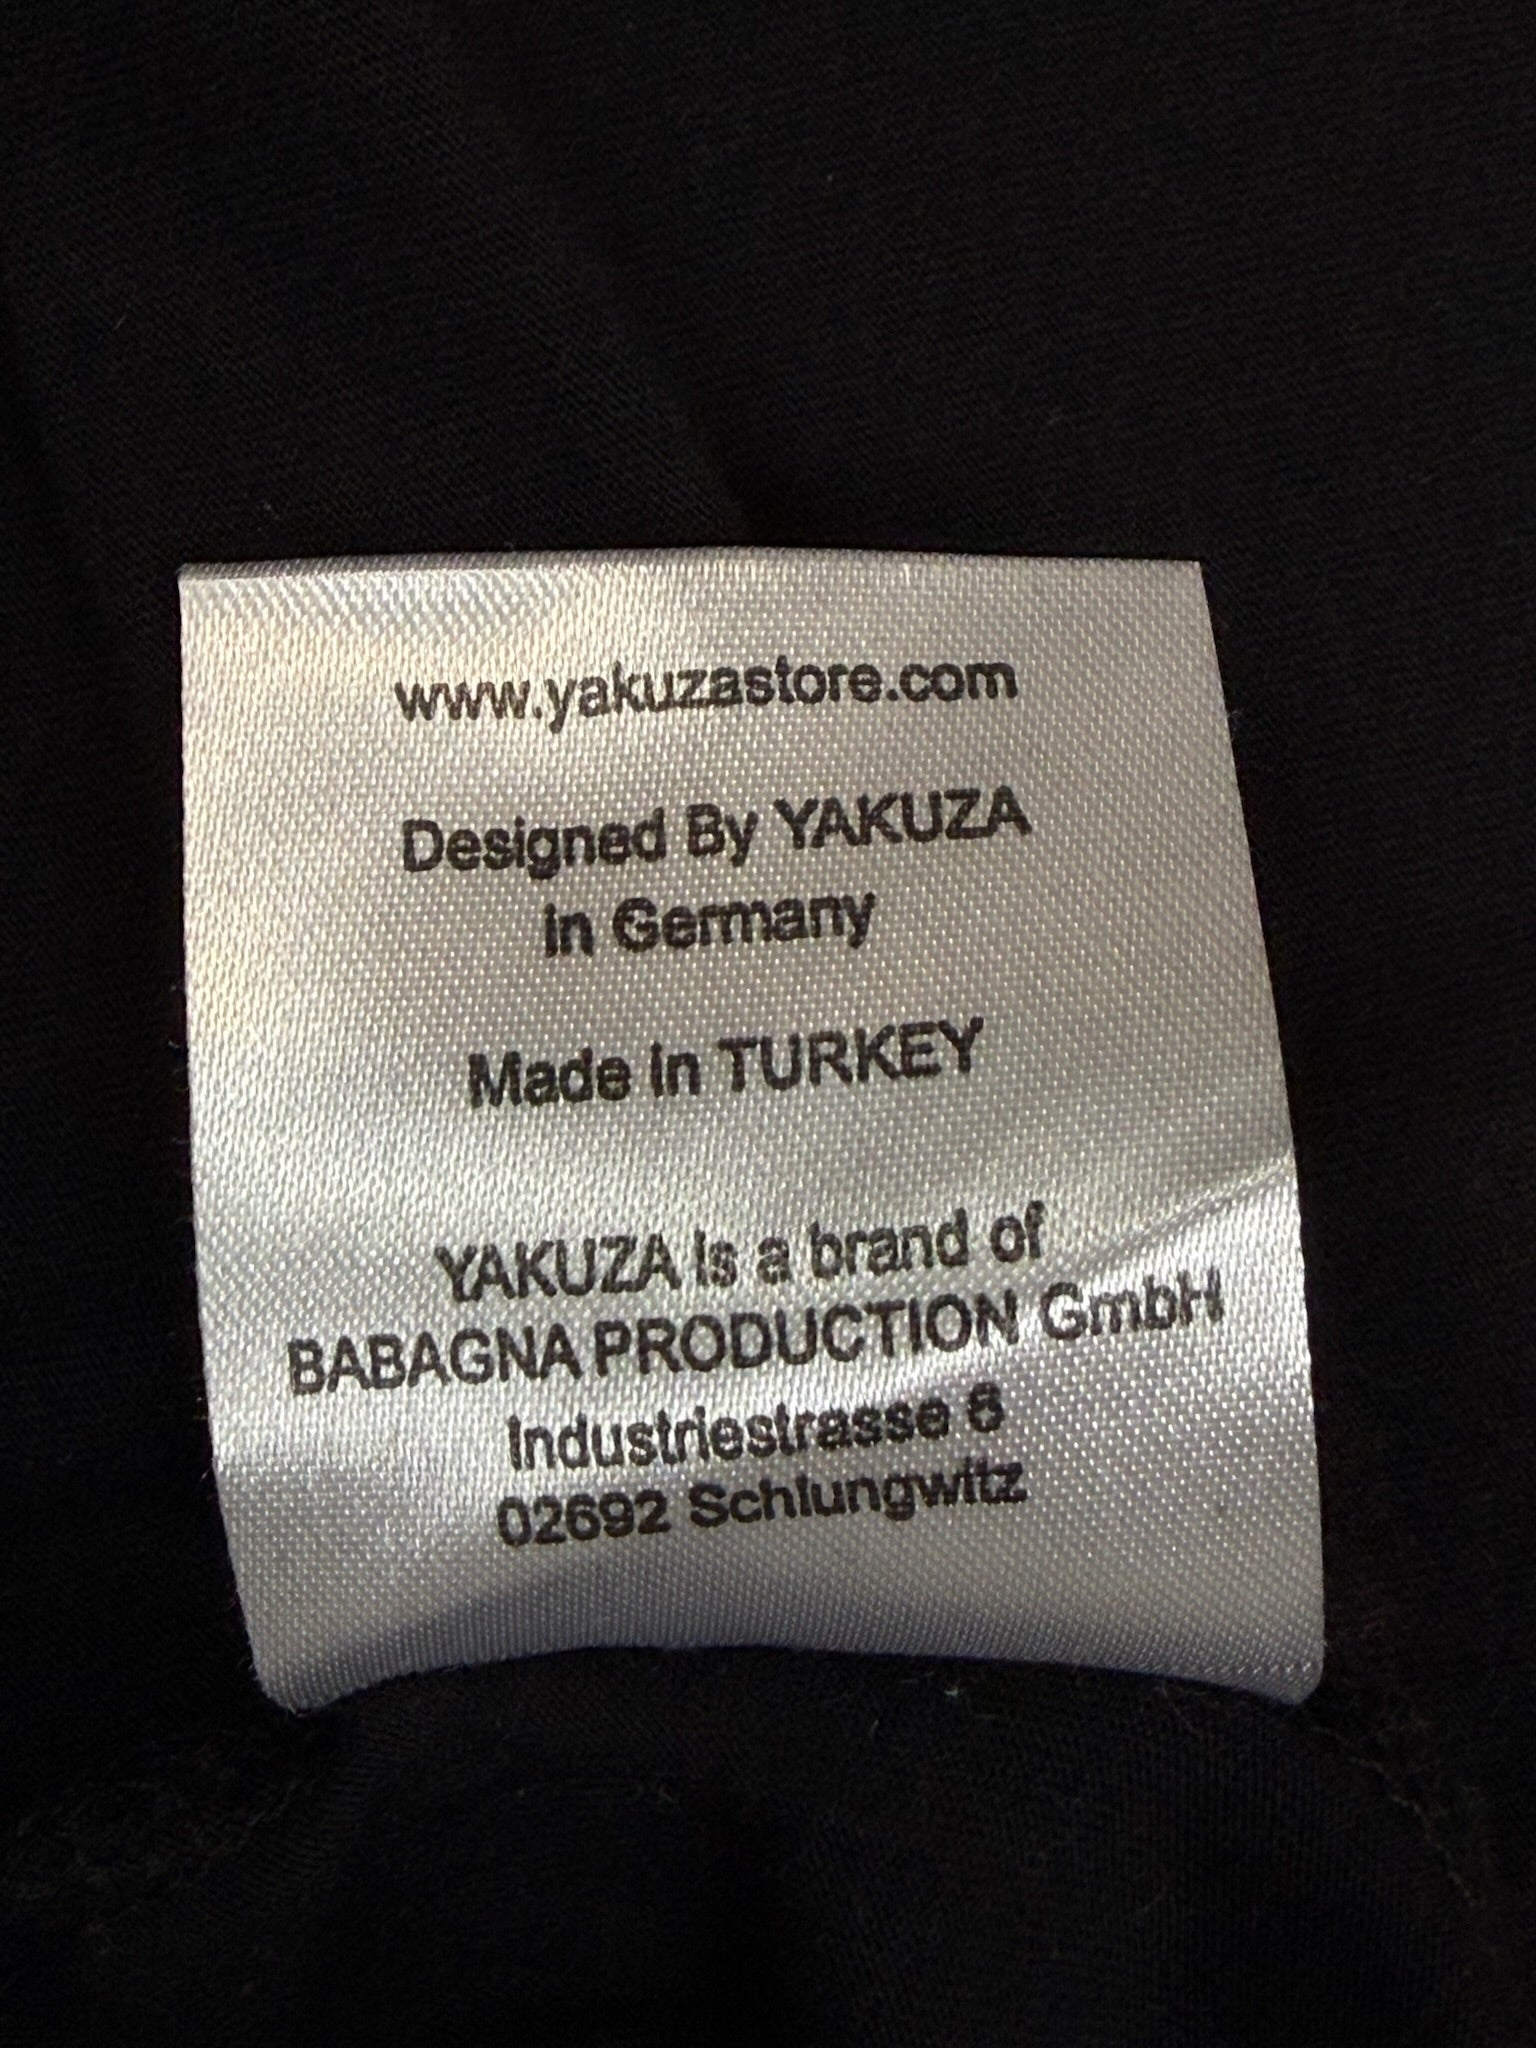 www.yakuzastore.com
Designed By YAKUZA
in Germany
Made in TURKEY
YAKUZA is a brand of
BABAGNA PRODUCTION GmbH
Industriestrasse 6
02692 Schlungwitz